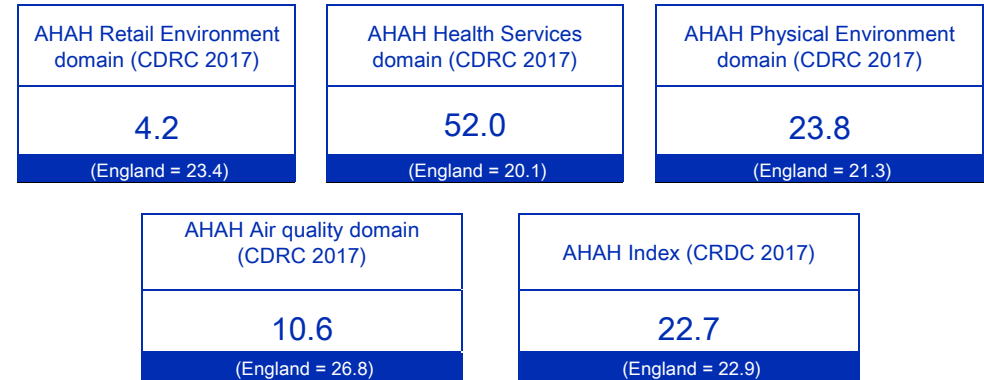 AHAH Retail Environment
domain (CDRC 2017)
4.2
(England = 23.4)
AHAH Health Services
domain (CDRC 2017)
52.0
(England = 20.1)
AHAH Physical Environment
domain (CDRC 2017)
23.8
(England = 21.3)
AHAH Air quality domain
(CDRC 2017)
10.6
(England = 26.8)
AHAH Index (CRDC 2017)
22.7
(England = 22.9)